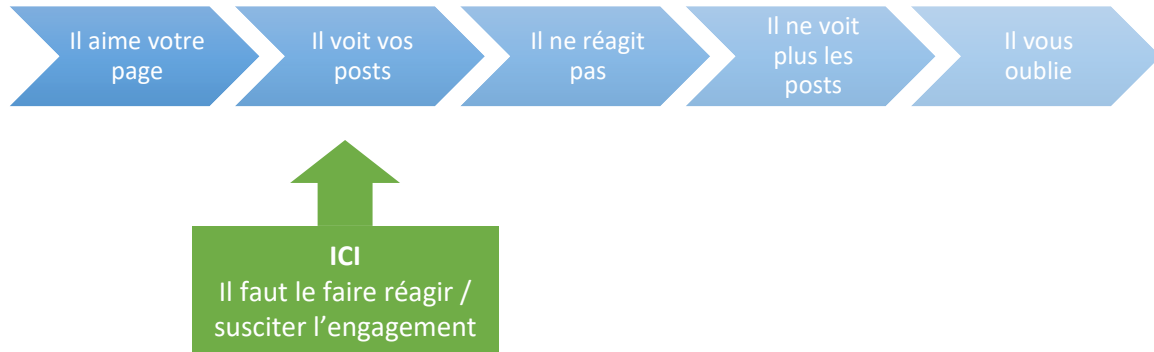 Il aime votre
page
Il voit vos
posts
Il ne réagit
pas
Il ne voit
plus les
posts
Il vous
oublie
ICI
Il faut le faire réagir /
susciter l’engagement